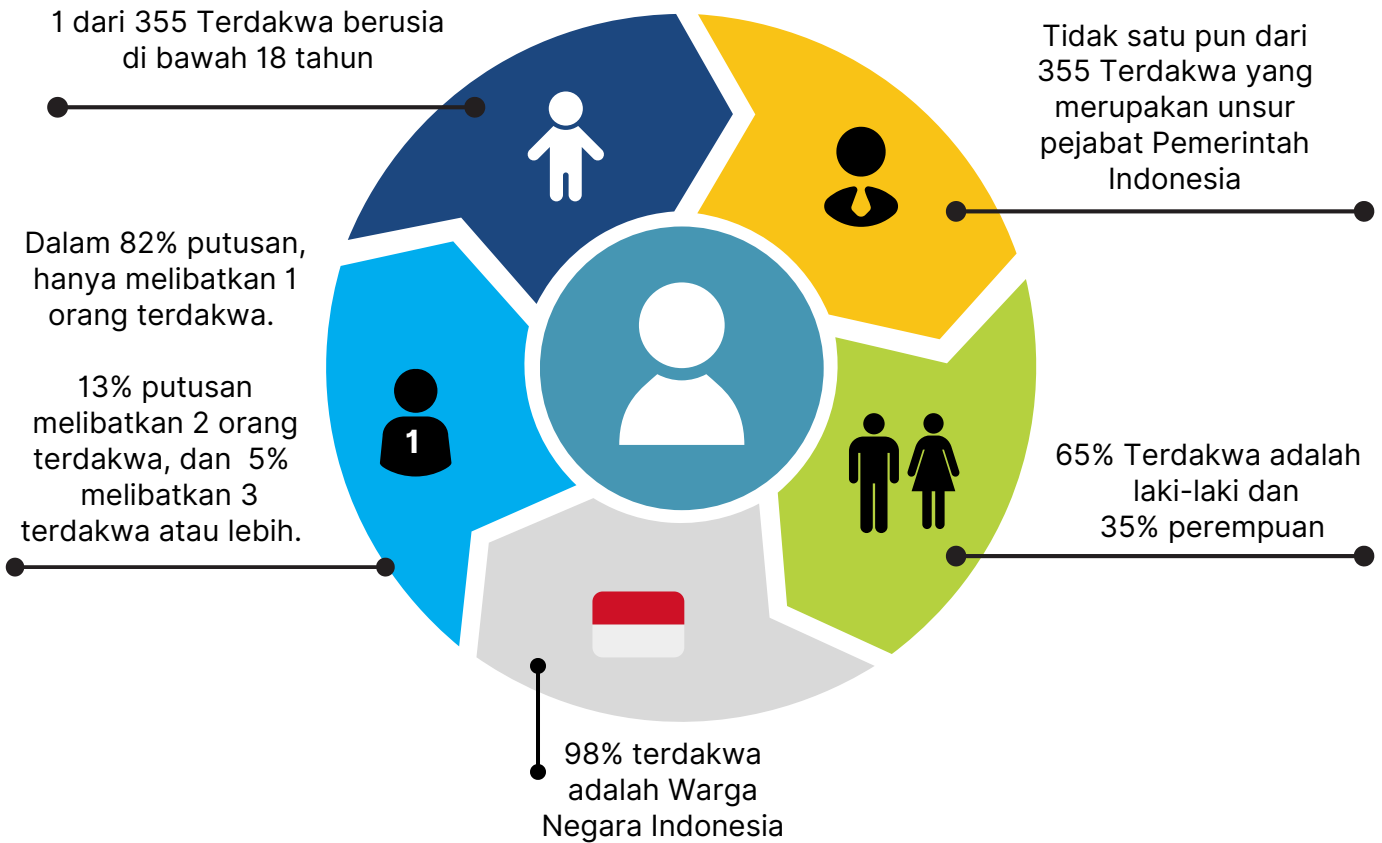 1 dari 355 Terdakwa berusia
di bawah 18 tahun
Tidak satu pun dari
355 Terdakwa yang
merupakan unsur
pejabat Pemerintah
Indonesia
Dalam 82% putusan,
hanya melibatkan 1
orang terdakwa.
13% putusan
melibatkan 2 orang
terdakwa, dan 5%
melibatkan 3
terdakwa atau lebih.
1
65% Terdakwa adalah
laki-laki dan
35% perempuan
98% terdakwa
adalah Warga
Negara Indonesia